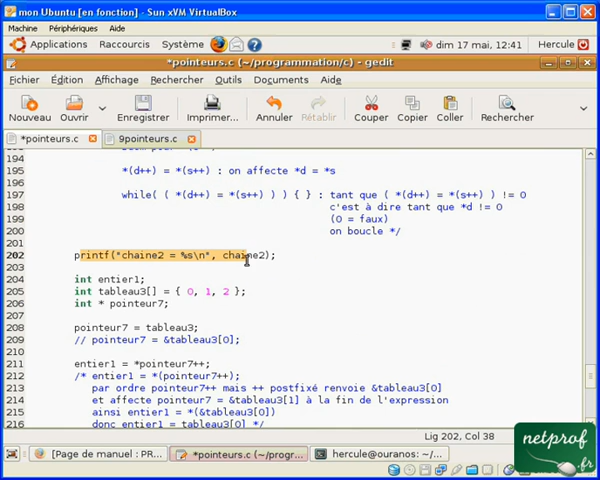 mon Ubuntu [en fonction] - Sun xVM VirtualBox
Machine Périphériques ?
Applications Raccourcis Système dim 17 mai, 12:41 Hercule
*pointeurs.c (~/programmation/c) - gedit
Fichier Édition Affichage Rechercher Outils Documents Aide
Nouveau Ouvrir Enregistrer Imprimer... Annuler Rétablir Couper Copier Coller Rechercher
*pointeurs.c 9pointeurs.c
194
195 *(d++) = *(s++) : on affecte *d = *s
196
197 while( ( *(d++) = *(s++) ) ) { } : tant que ( *(d++) = *(s++) ) != 0
198 c'est à dire tant que *d != 0
199 (0 = faux)
200 on boucle */
201
202 printf("chaine2 = %s\n", chaine2);
203
204 int entier1;
205 int tableau3[] = { 0, 1, 2 };
206 int * pointeur7;
207
208 pointeur7 = tableau3;
209 // pointeur7 = &tableau3[0];
210
211 entier1 = *pointeur7++;
212 /* entier1 = *(pointeur7++);
213 par ordre pointeur7++ mais ++ postfixé renvoie &tableau3[0]
214 et affecte pointeur7 = &tableau3[1] à la fin de l'expression
215 ainsi entier1 = *(&tableau3[0])
216 donc entier1 = tableau3[0] */
Lig 202, Col 38
netprof
.fr
[Page de manuel : PR... *pointeurs.c (~/progr... hercule@ouranos: ~/...